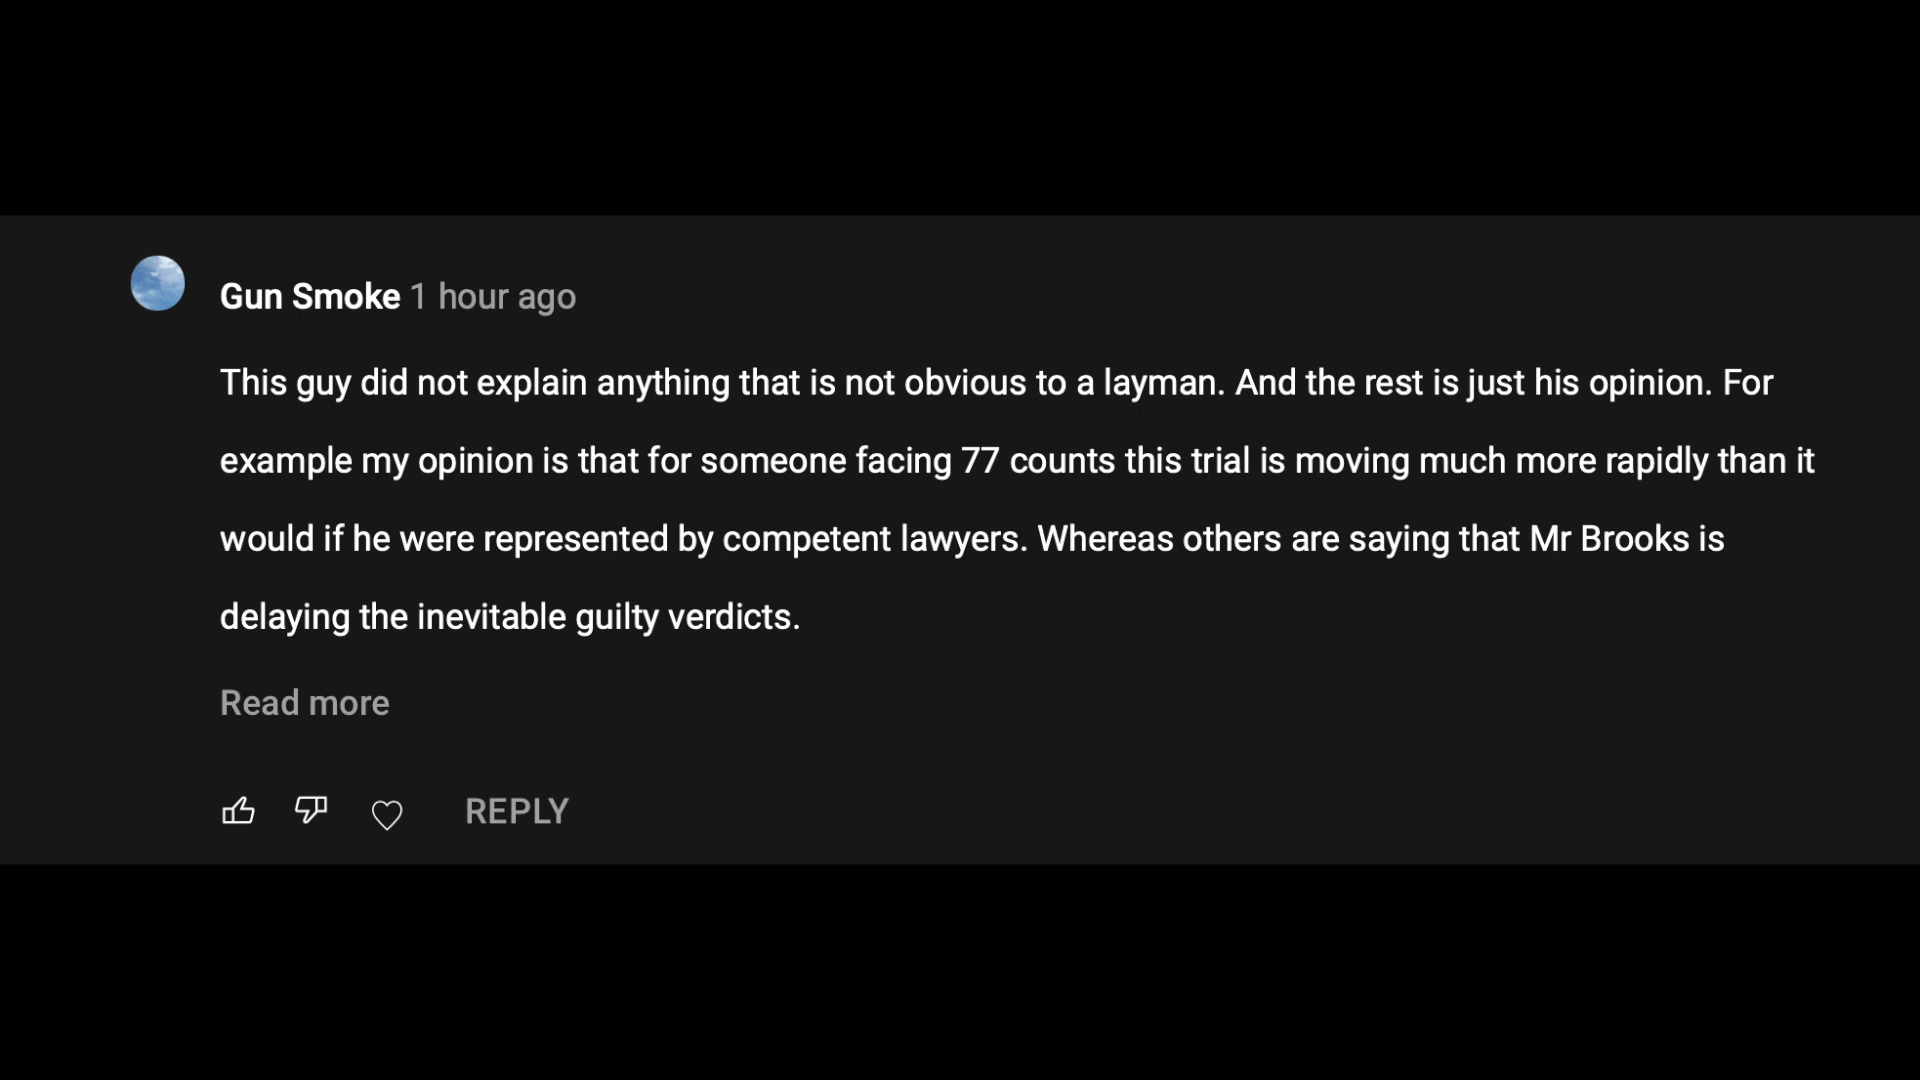 Gun Smoke 1 hour ago
This guy did not explain anything that is not obvious to a layman. And the rest is just his opinion. For
example my opinion is that for someone facing 77 counts this trial is moving much more rapidly than it
would if he were represented by competent lawyers. Whereas others are saying that Mr Brooks is
delaying the inevitable guilty verdicts.
Read more
REPLY